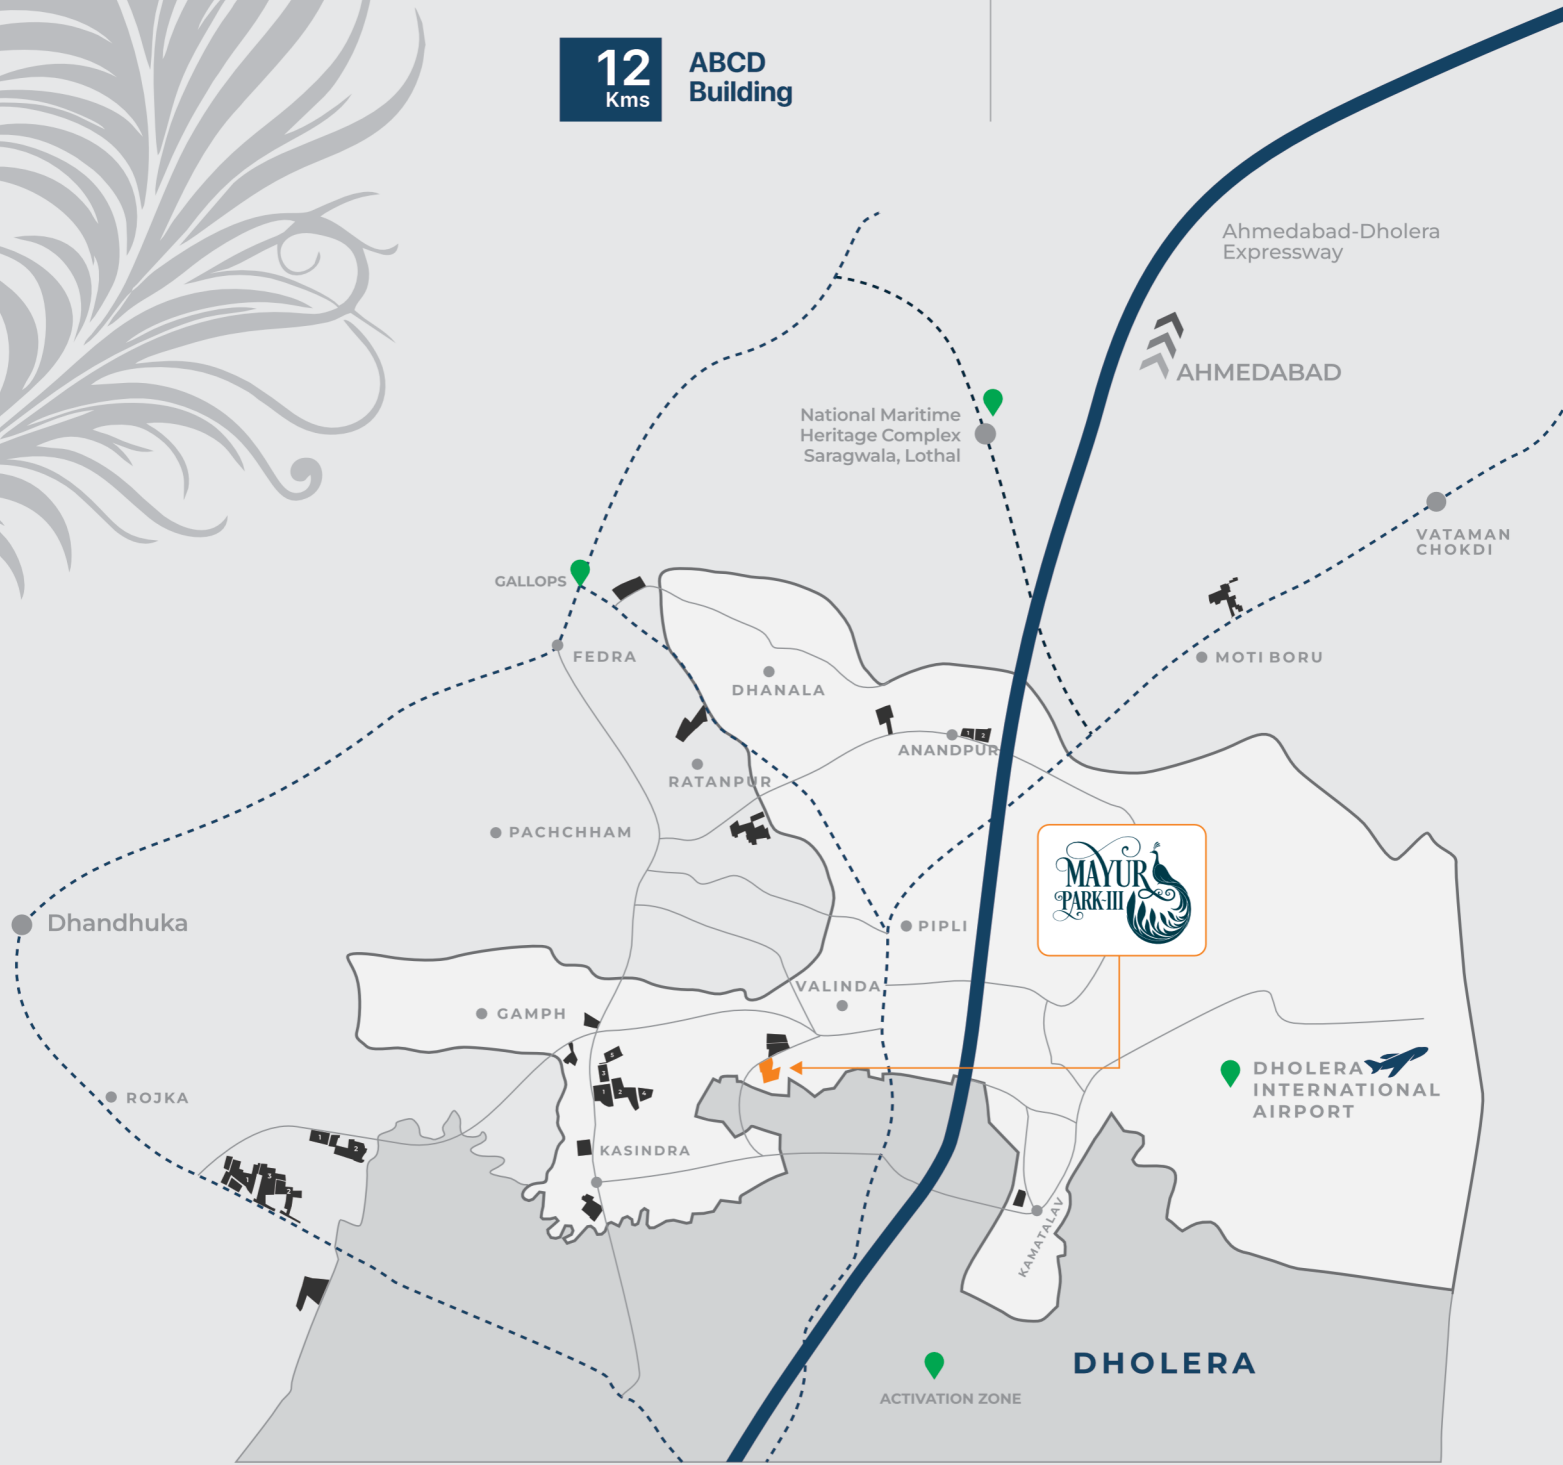 12
Kms
ABCD
Building
Ahmedabad-Dholera
Expressway
AHMEDABAD
National Maritime
Heritage Complex
Saragwala, Lothal
VATAMAN
CHOKDI
GALLOPS
FEDRA
MOTI BORU
DHANALA
1 2
ANANDPUR
RATANPUR
PACHCHHAM
MAYUR
PARK-III
Dhandhuka
PIPLI
VALINDA
GAMPH
DHOLERA
INTERNATIONAL
AIRPORT
ROJKA
KASINDRA
KAMATALAV
DHOLERA
ACTIVATION ZONE